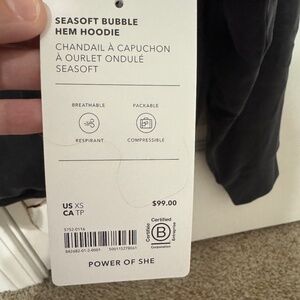 SEASOFT BUBBLE
HEM HOODIE
CHANDAIL À CAPUCHON
À OURLET ONDULÉ
SEASOFT
BREATHABLE
PACKABLE
RESPIRANT
COMPRESSIBLE
US XS
CA TP
$99.00
Certified
B
Corporation
POWER OF SHE